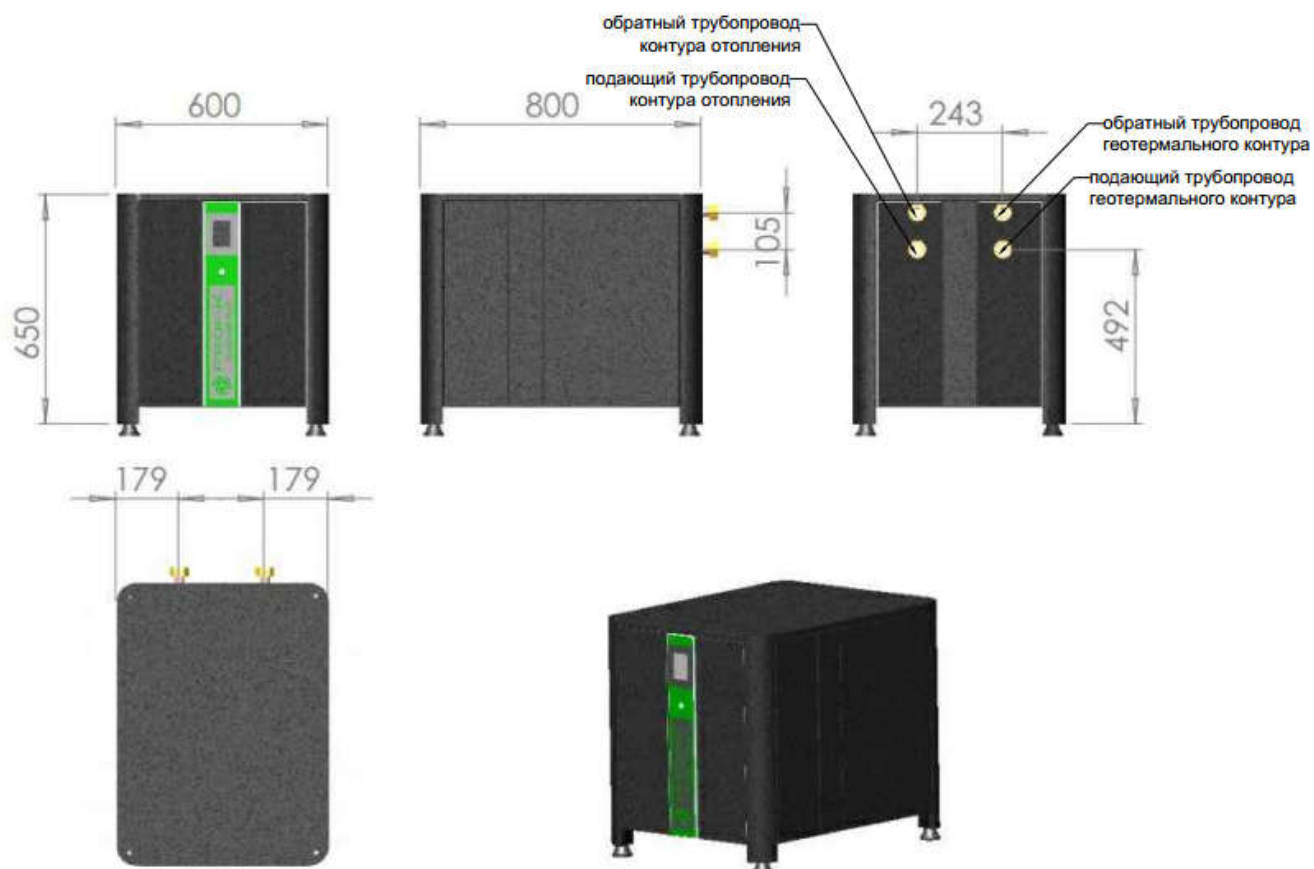 обратный трубопровод
контура отопления
подающий трубопровод
контура отопления
600
800
243
обратный трубопровод
геотермального контура
подающий трубопровод
геотермального контура
650
105
492
179
179